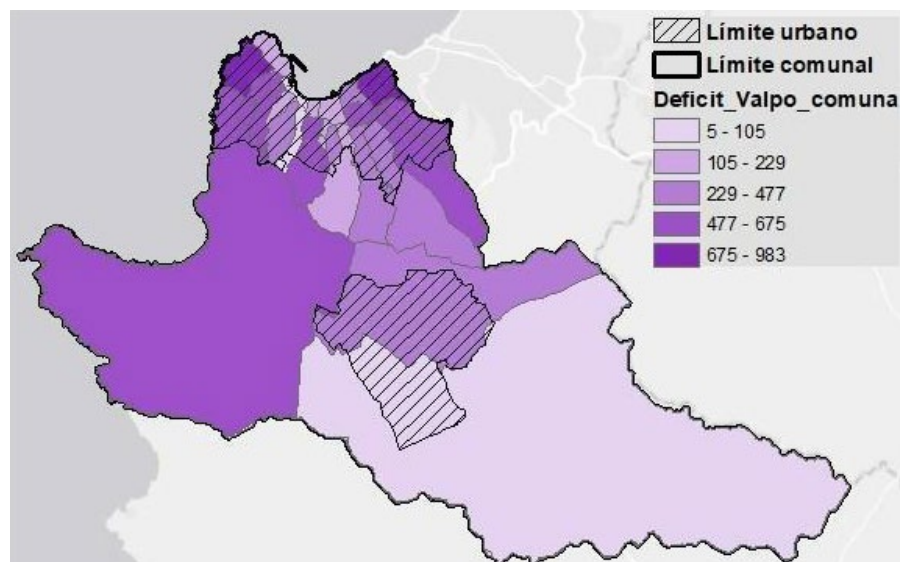 Límite urbano
Límite comunal
Deficit_Valpo_comuna
5 - 105
105 - 229
229 - 477
477 - 675
675 - 983